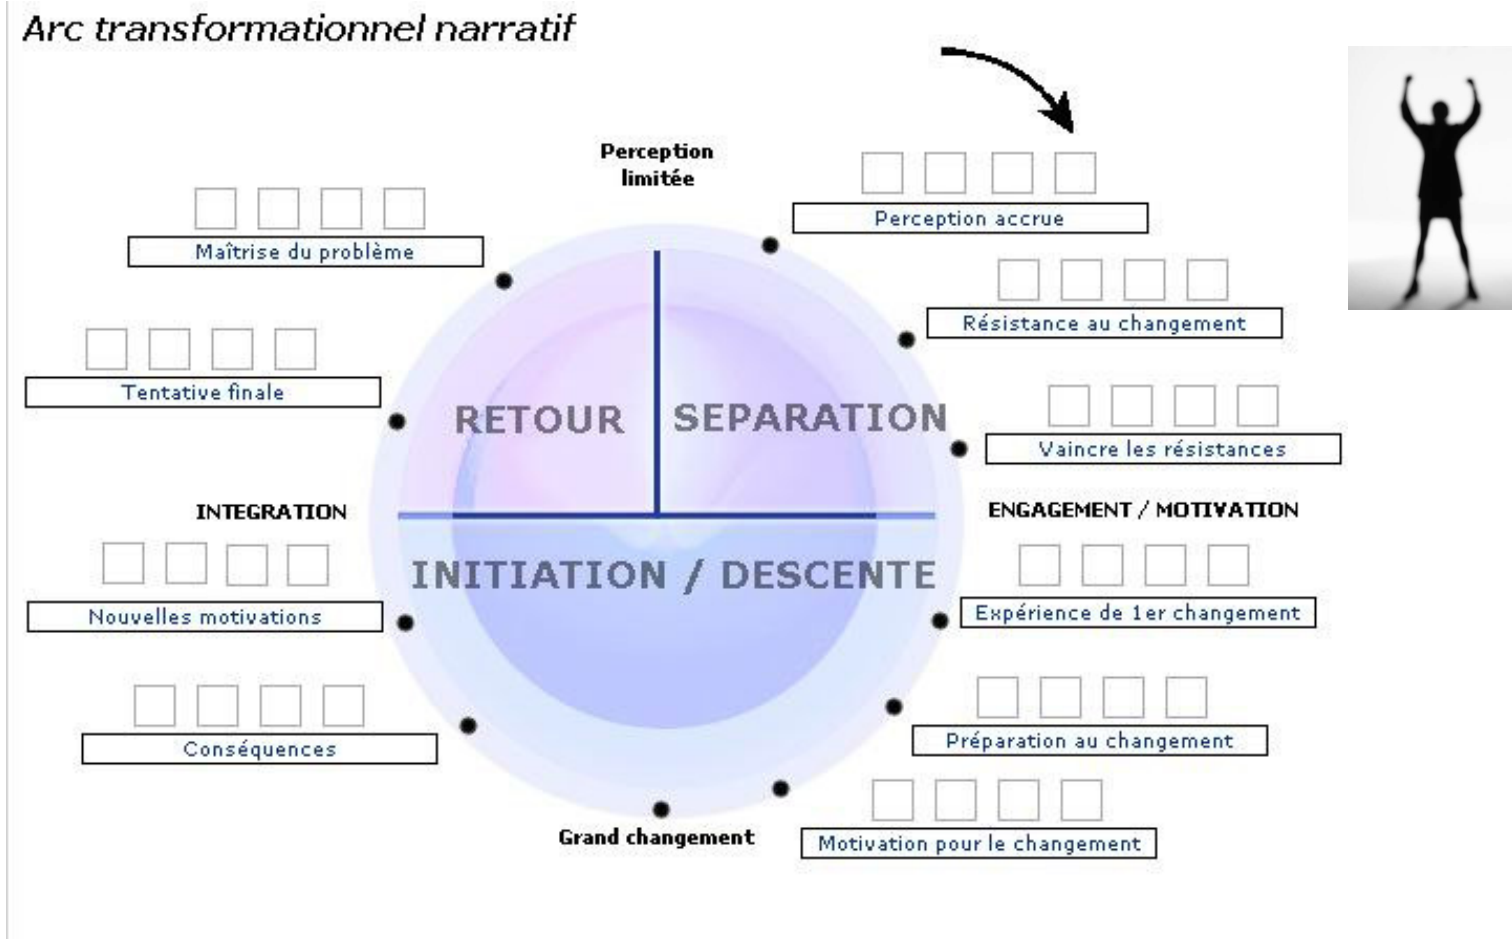 Arc transformationnel narratif
Perception
limitée
Perception accrue
Résistance au changement
Vaincre les résistances
ENGAGEMENT / MOTIVATION
Expérience de 1er changement
Préparation au changement
Motivation pour le changement
Grand changement
Conséquences
Nouvelles motivations
INTEGRATION
Tentative finale
Maîtrise du problème
RETOUR
SEPARATION
INITIATION / DESCENTE